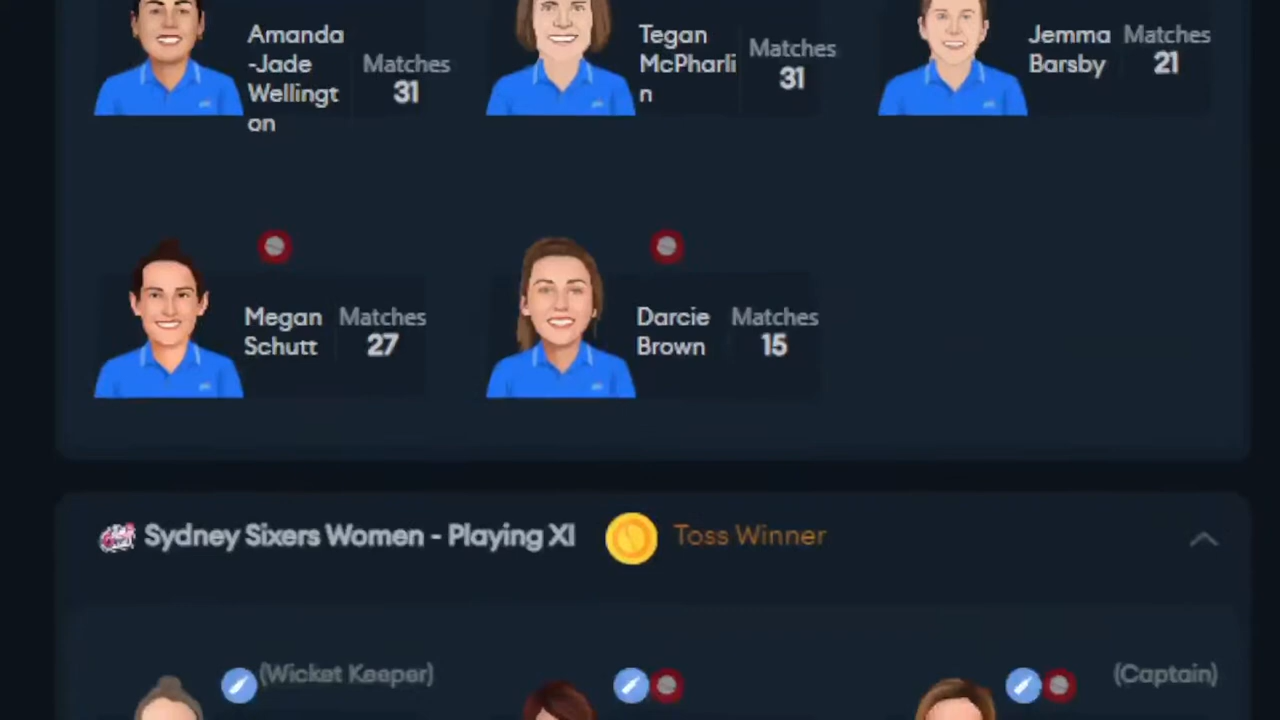 Amanda
-Jade
Wellingt
on
Matches
31
Tegan
McPharli
n
Matches
31
Jemma
Barsby
Matches
21
Megan
Schutt
Matches
27
Darcie
Brown
Matches
15
Sydney Sixers Women - Playing XI
Toss Winner
(Wicket Keeper)
(Captain)